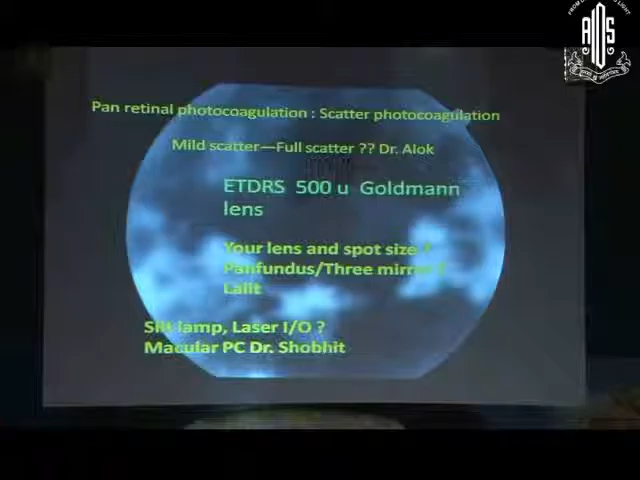 AIOS
Pan retinal photocoagulation : Scatter photocoagulation
Mild scatter—Full scatter ?? Dr. Alok
ETDRS 500 u Goldmann
lens
Your lens and spot size ?
Panfundus/Three mirror ?
Lalit
Slit lamp, Laser I/O ?
Macular PC Dr. Shobhit